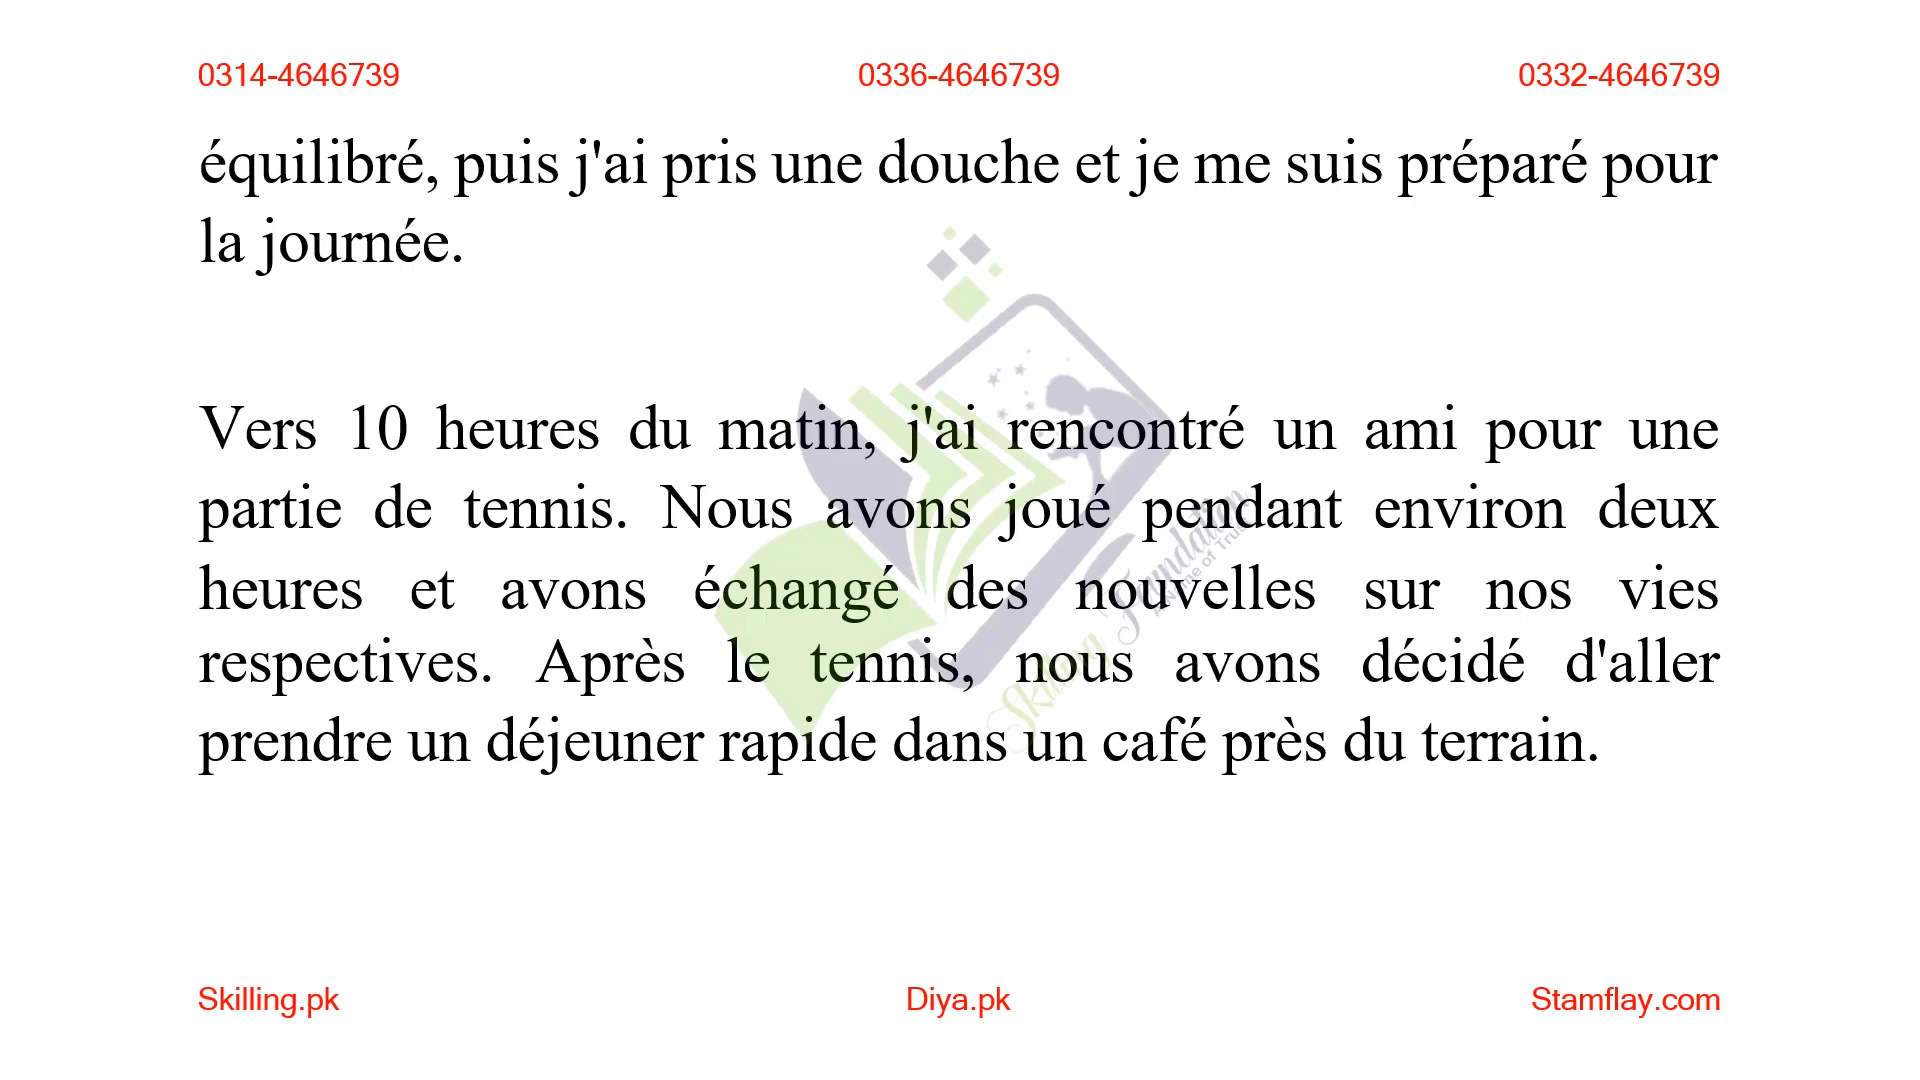 0314-4646739 0336-4646739 0332-4646739
équilibré, puis j'ai pris une douche et je me suis préparé pour
la journée.
Vers 10 heures du matin, j'ai rencontré un ami pour une
partie de tennis. Nous avons joué pendant environ deux
heures et avons échangé des nouvelles sur nos vies
respectives. Après le tennis, nous avons décidé d'aller
prendre un déjeuner rapide dans un café près du terrain.
Skilling Foundation
Skilling.pk Diya.pk Stamflay.com